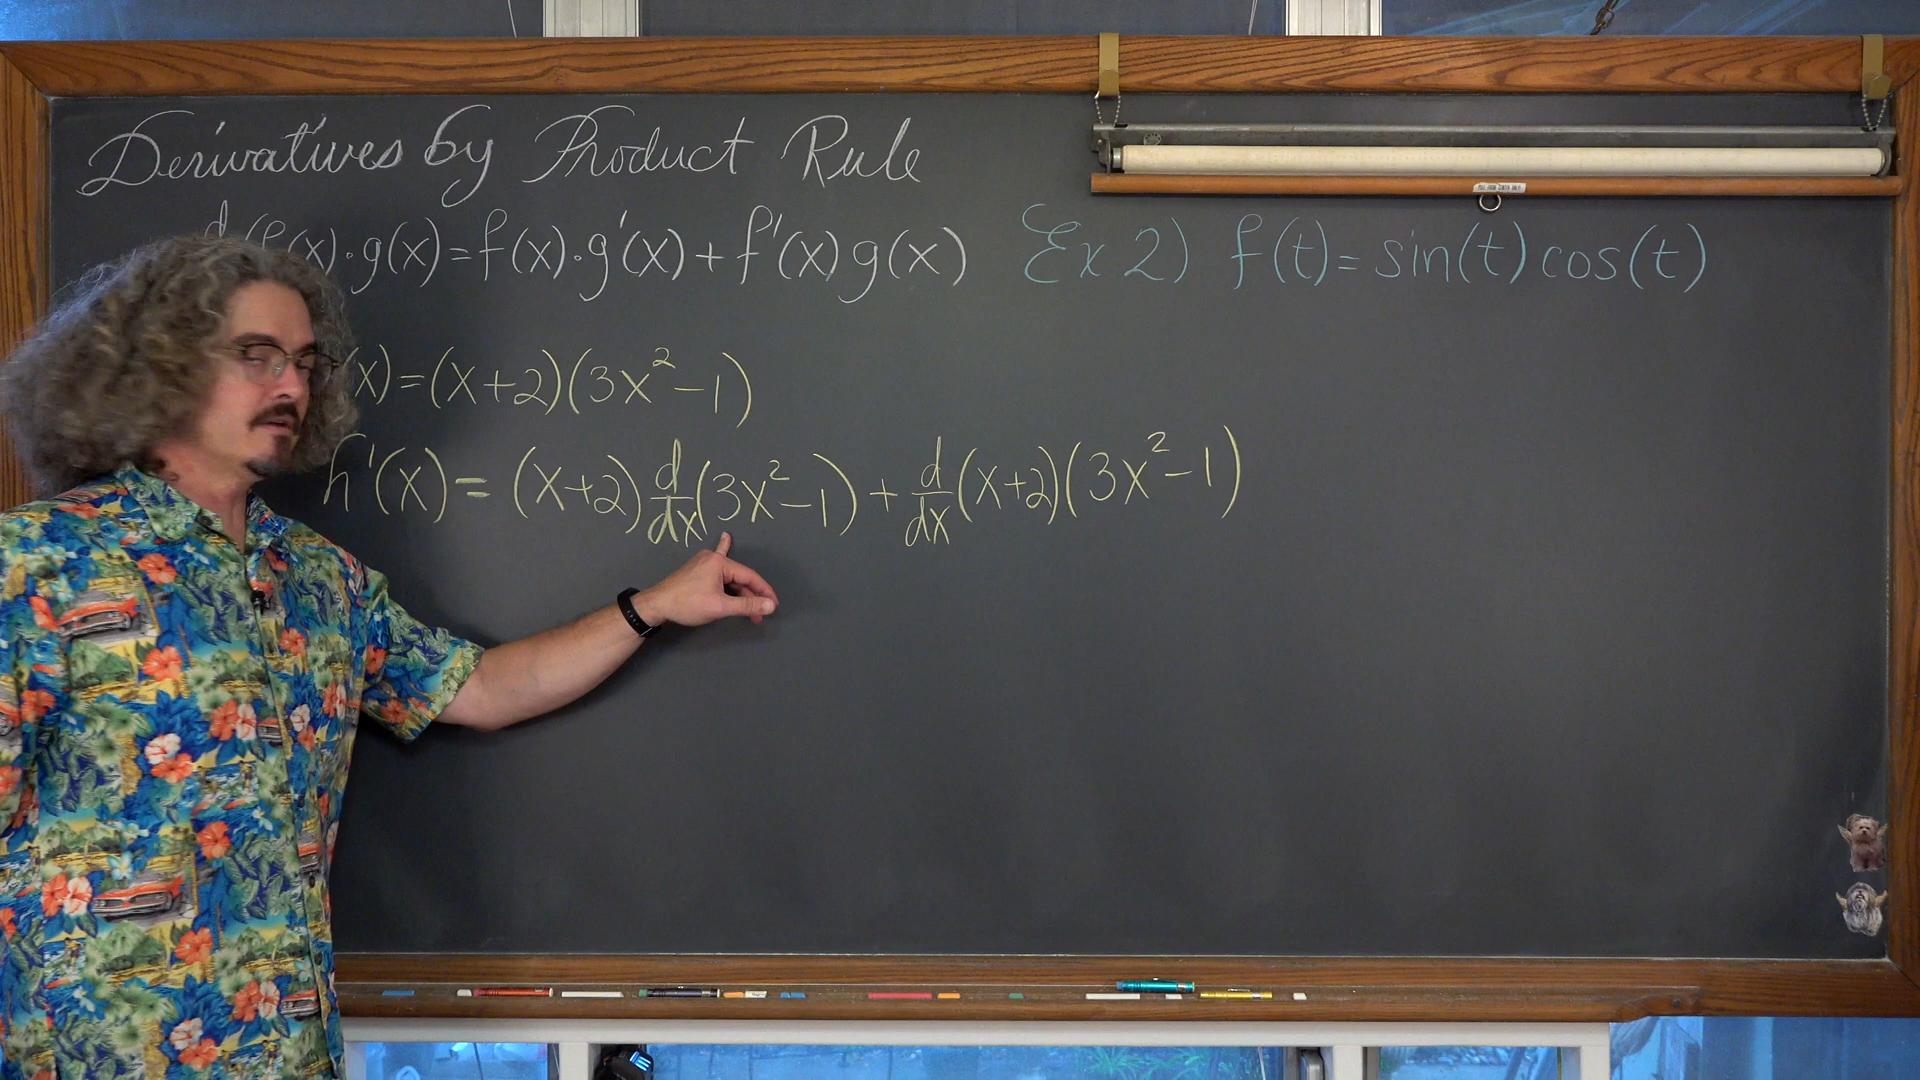 Derivatives by Product Rule
d (f(x)·g(x)=f(x)·g'(x)+f'(x)g(x)
Ex 2) f(t)=sin(t)cos(t)
(x)=(x+2)(3x²-1)
h'(x)=(x+2)d/dx(3x²-1)+d/dx(x+2)(3x²-1)